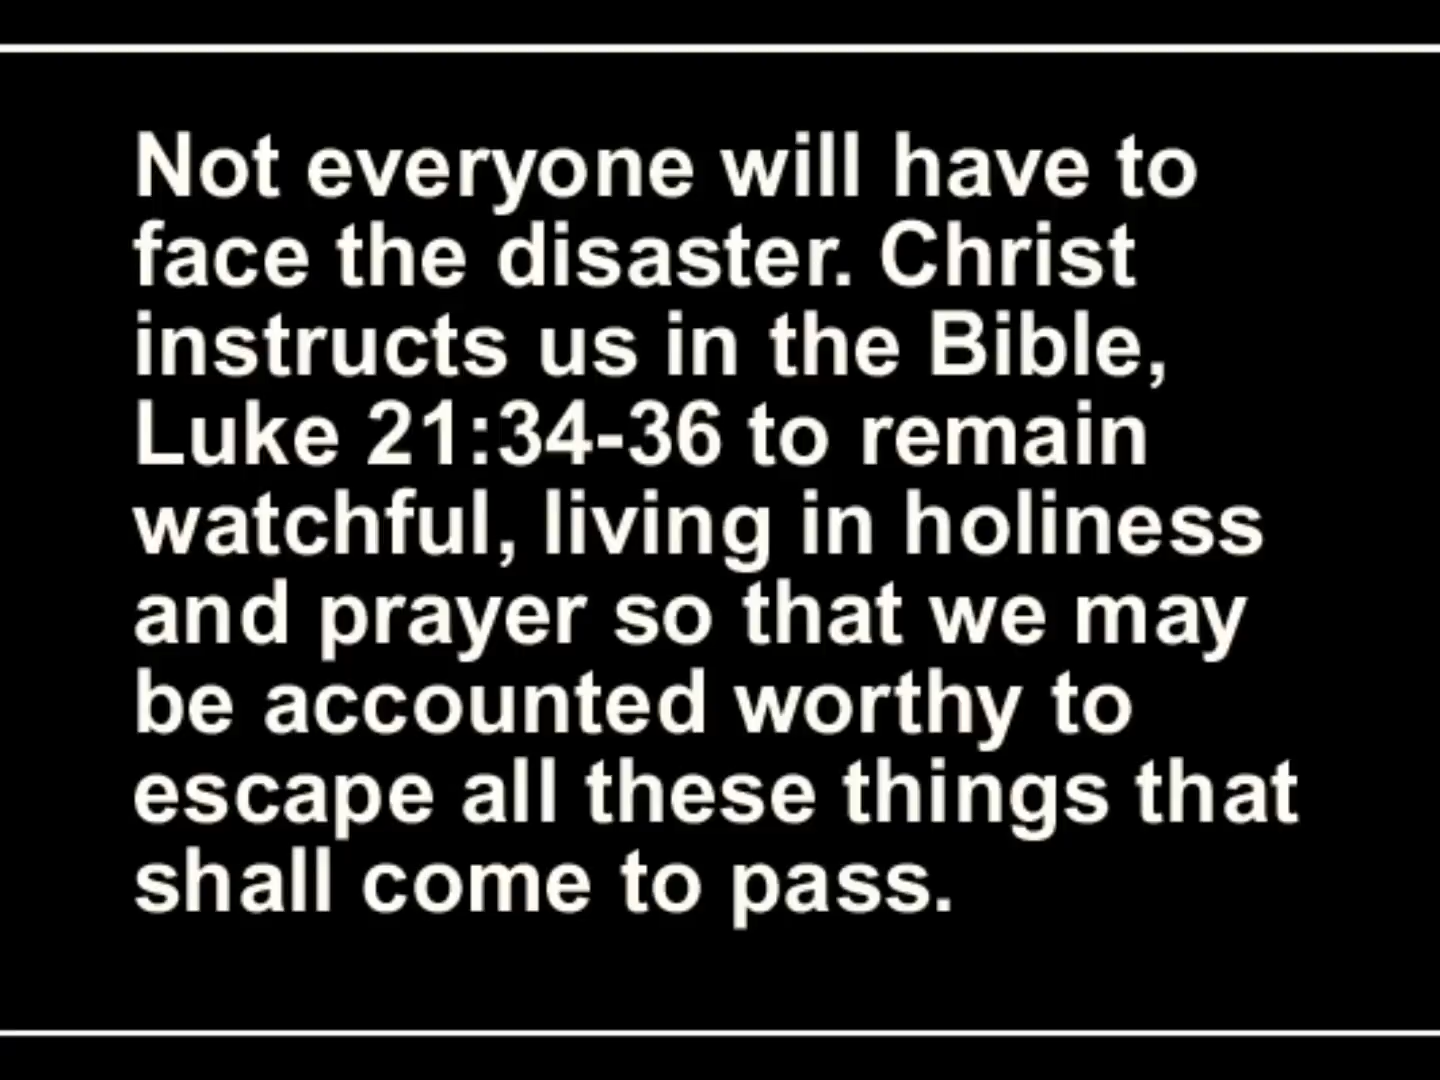 Not everyone will have to
face the disaster. Christ
instructs us in the Bible,
Luke 21:34-36 to remain
watchful, living in holiness
and prayer so that we may
be accounted worthy to
escape all these things that
shall come to pass.